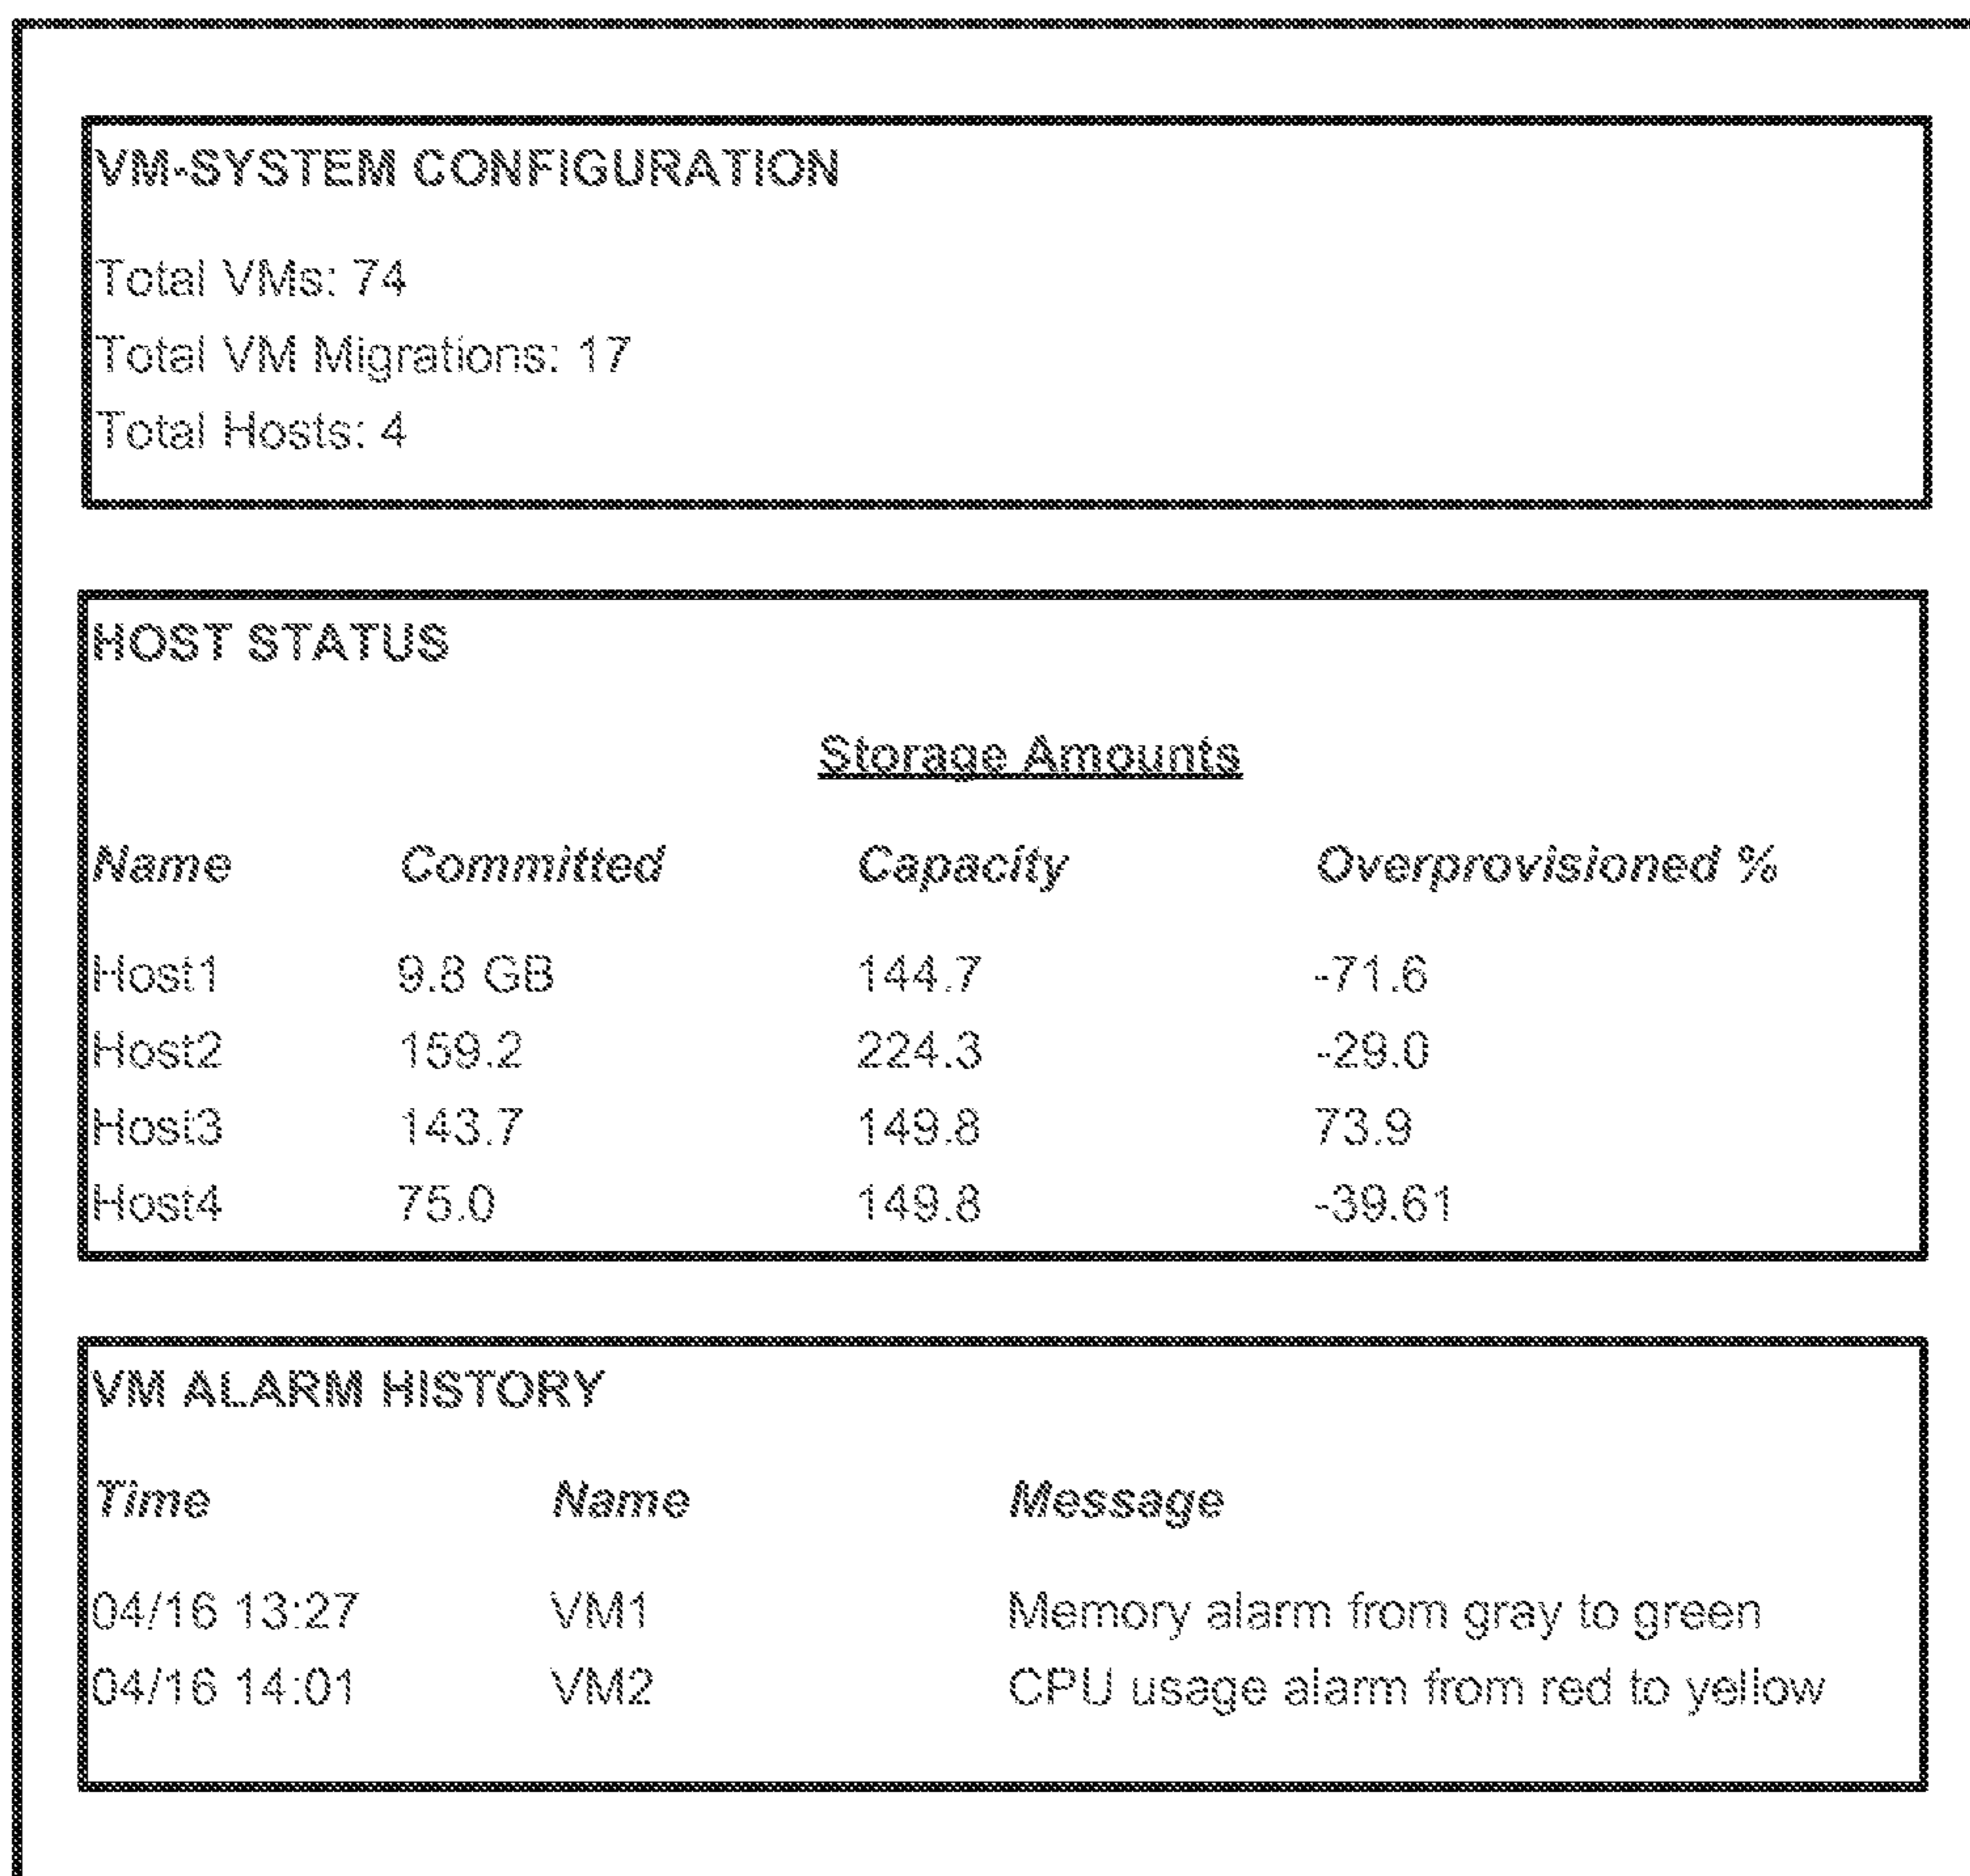 VM-SYSTEM CONFIGURATION
Total VMs: 74
Total VM Migrations: 17
Total Hosts: 4
HOST STATUS
Storage Amounts
Name Committed Capacity Overprovisioned %
Host1 9.8 GB 144.7 -71.6
Host2 159.2 224.3 -29.0
Host3 143.7 149.8 73.9
Host4 75.0 149.8 -39.61
VM ALARM HISTORY
Time Name Message
04/16 13:27 VM1 Memory alarm from gray to green
04/16 14:01 VM2 CPU usage alarm from red to yellow